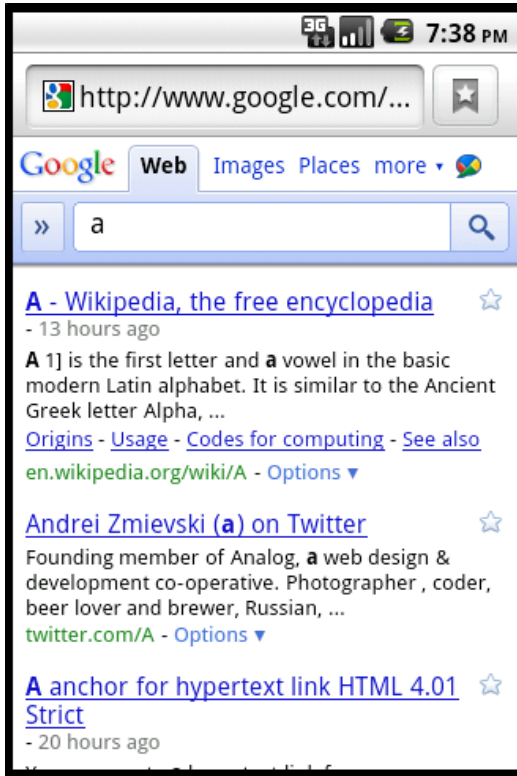 3G 7:38 PM
http://www.google.com/...
Google Web Images Places more ▾
» a
A - Wikipedia, the free encyclopedia
- 13 hours ago
A 1] is the first letter and a vowel in the basic
modern Latin alphabet. It is similar to the Ancient
Greek letter Alpha, ...
Origins - Usage - Codes for computing - See also
en.wikipedia.org/wiki/A - Options ▼
Andrei Zmievski (a) on Twitter
Founding member of Analog, a web design &
development co-operative. Photographer , coder,
beer lover and brewer, Russian, ...
twitter.com/A - Options ▼
A anchor for hypertext link HTML 4.01
Strict
- 20 hours ago